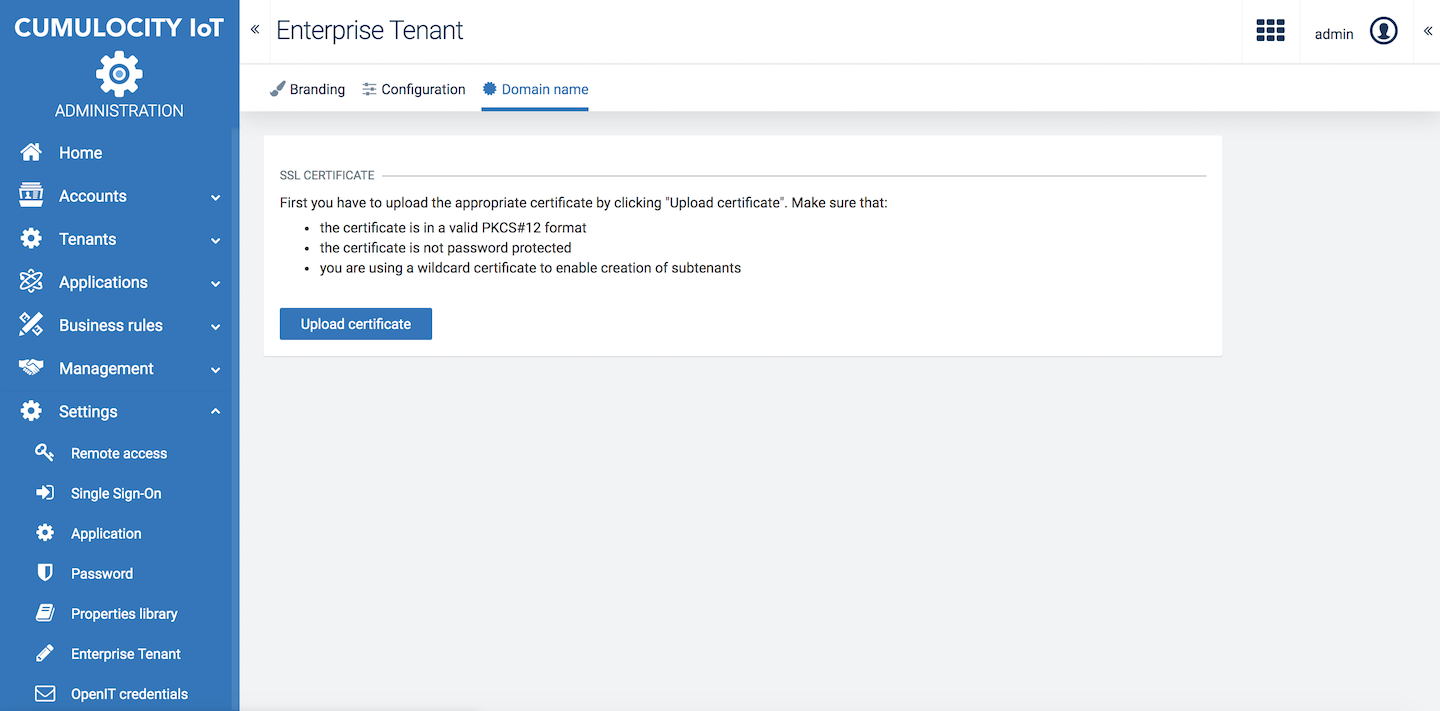 CUMULOCITY IoT
ADMINISTRATION
Home
Accounts
Tenants
Applications
Business rules
Management
Settings
Remote access
Single Sign-On
Application
Password
Properties library
Enterprise Tenant
OpenIT credentials
Enterprise Tenant
admin
Branding
Configuration
Domain name
SSL CERTIFICATE
First you have to upload the appropriate certificate by clicking "Upload certificate". Make sure that:
• the certificate is in a valid PKCS#12 format
• the certificate is not password protected
• you are using a wildcard certificate to enable creation of subtenants
Upload certificate